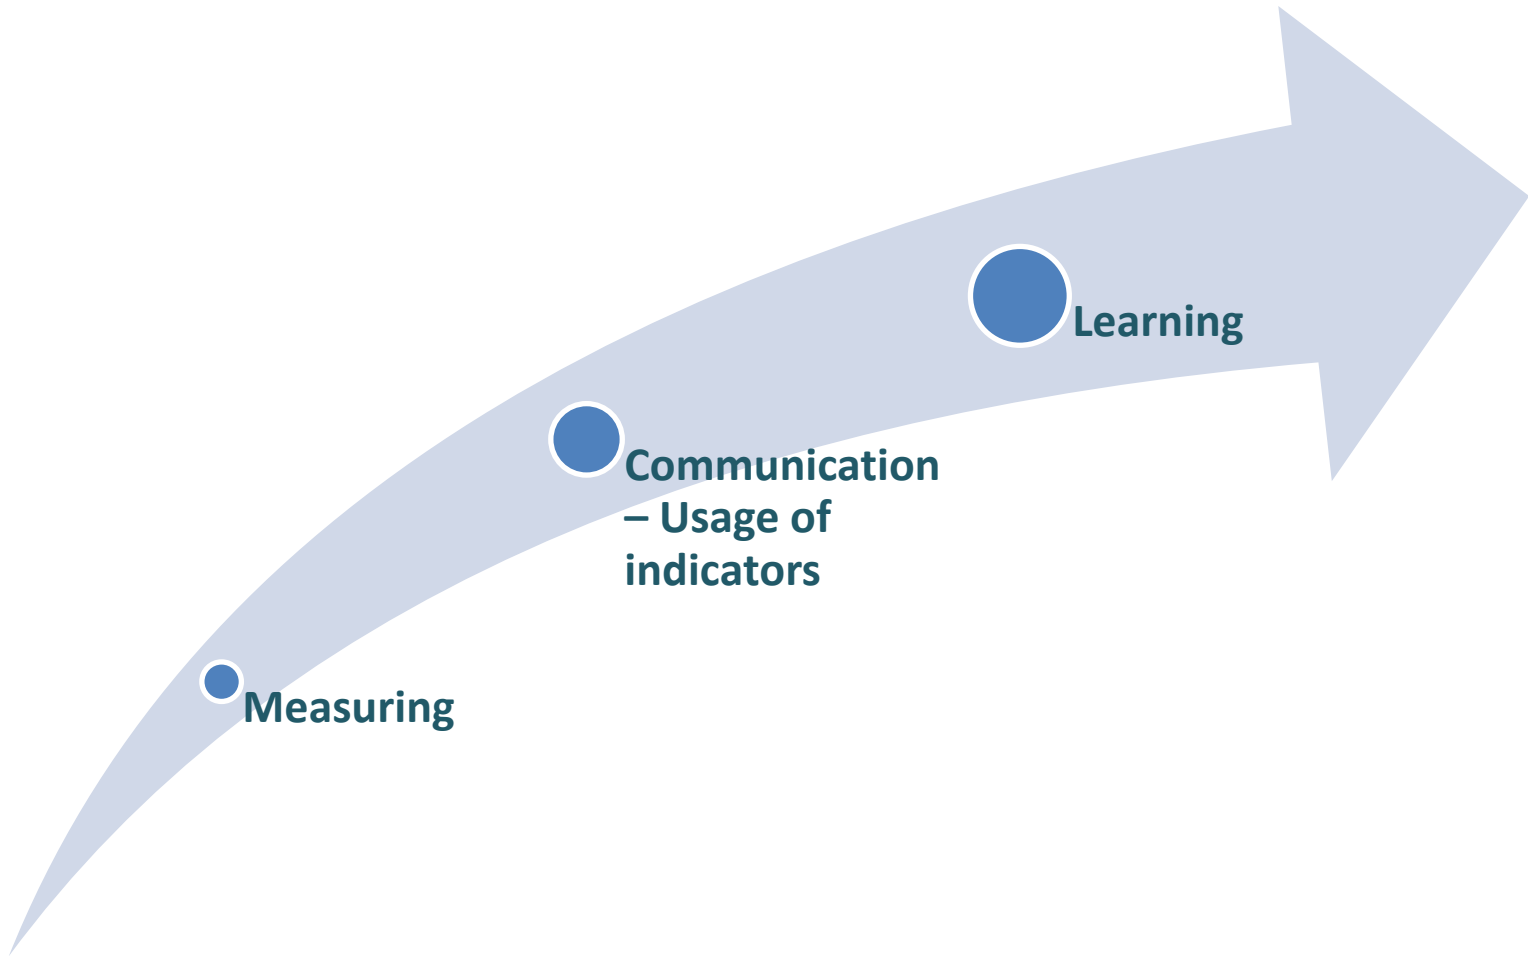 Learning
Communication
– Usage of
indicators
Measuring